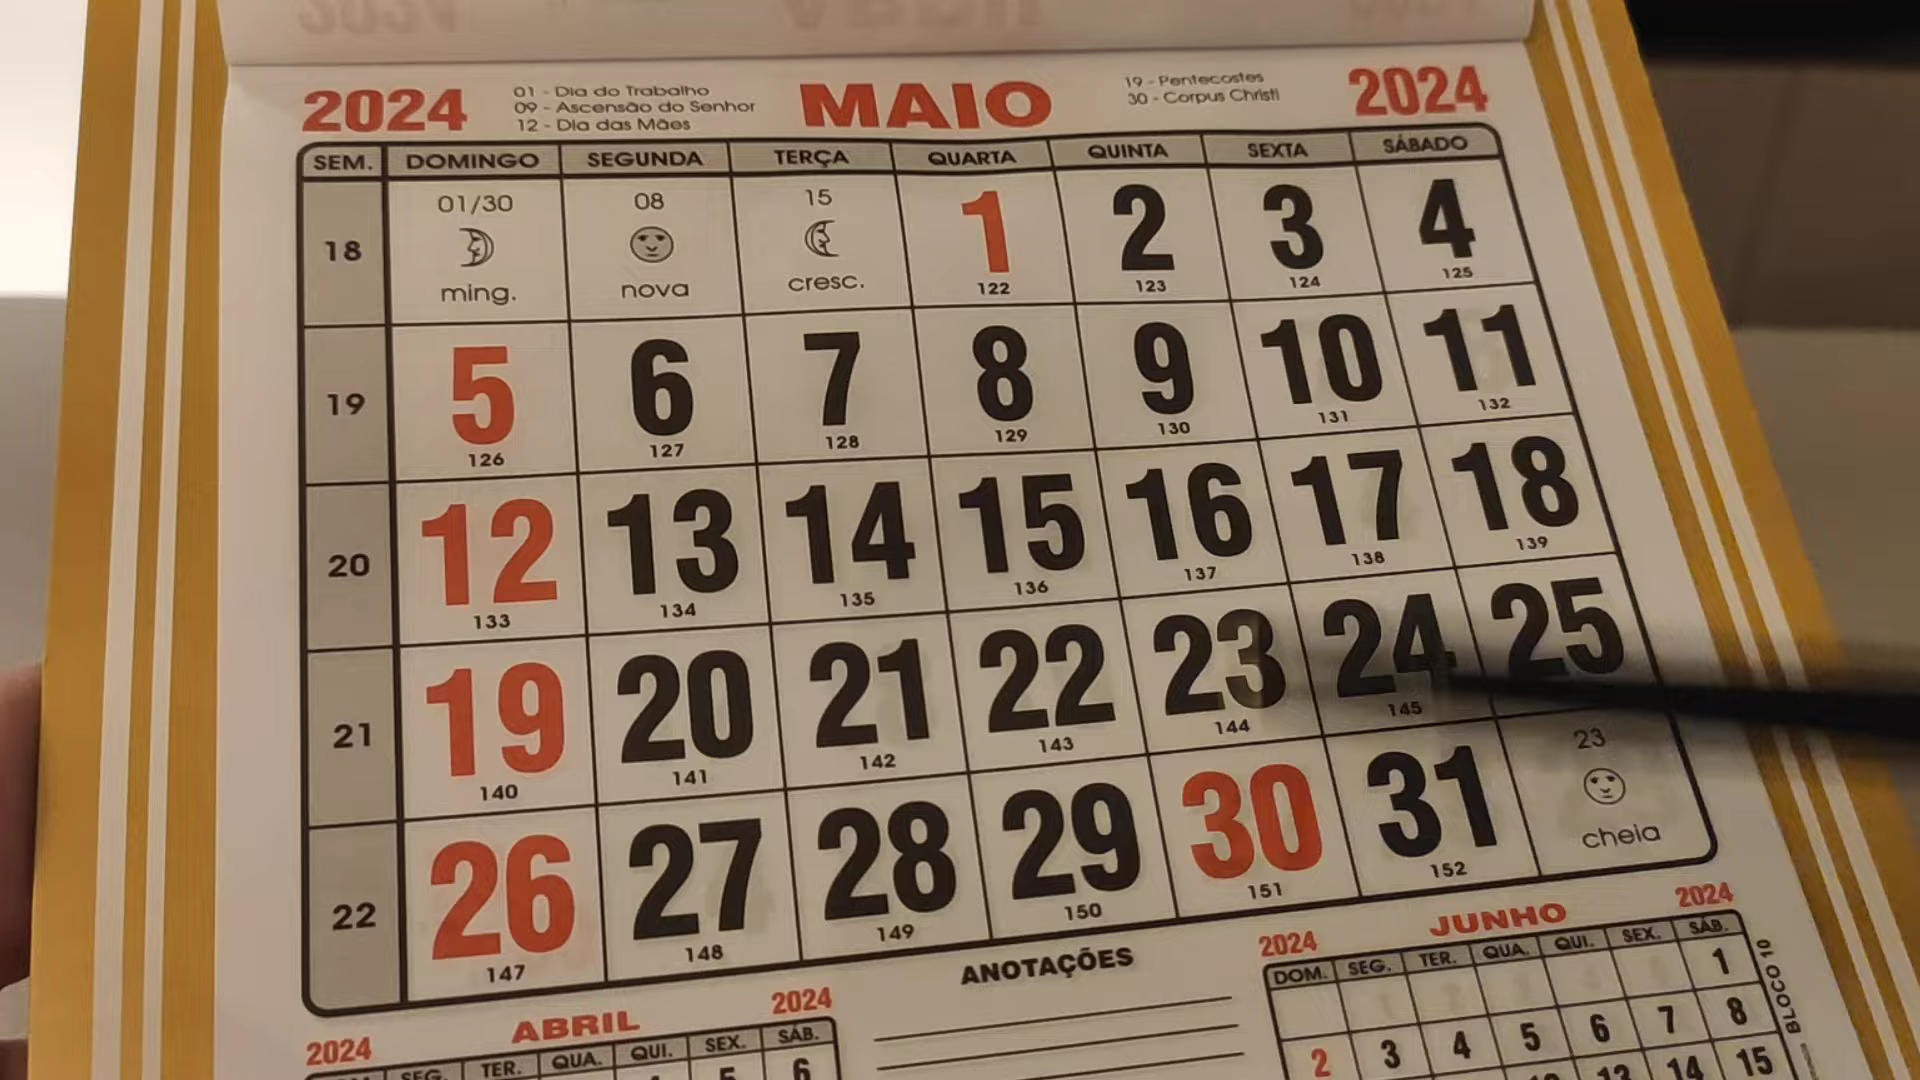 2024 01 - Dia do Trabalho MAIO 19 - Pentecostes 2024
09 - Ascensão do Senhor 30 - Corpus Christi
12 - Dia das Mães
SEM. DOMINGO SEGUNDA TERÇA QUARTA QUINTA SEXTA SÁBADO
18 01/30 08 15 1 2 3 4
ming. nova cresc. 122 123 124 125
19 5 6 7 8 9 10 11
126 127 128 129 130 131 132
20 12 13 14 15 16 17 18
133 134 135 136 137 138 139
21 19 20 21 22 23 24 25
140 141 142 143 144 145
22 26 27 28 29 30 31 23
147 148 149 150 151 152 cheia
2024 ABRIL 2024
SEG. TER. QUA. QUI. SEX. SÁB.
5 6
ANOTAÇÕES
2024 JUNHO 2024
DOM. SEG. TER. QUA. QUI. SEX. SÁB.
1
2 3 4 5 6 7 8
13 14 15
BLOCO 10